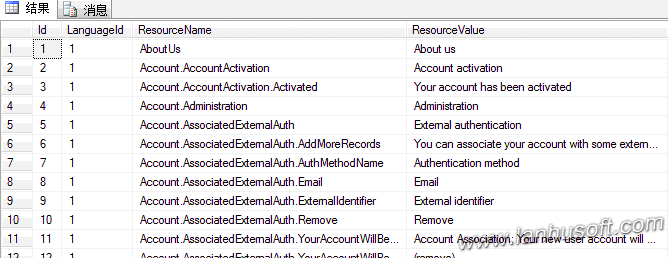 结果 消息
Id LanguageId ResourceName ResourceValue
1 1 1 AboutUs About us
2 2 1 Account.AccountActivation Account activation
3 3 1 Account.AccountActivation.Activated Your account has been activated
4 4 1 Account.Administration Administration
5 5 1 Account.AssociatedExternalAuth External authentication
6 6 1 Account.AssociatedExternalAuth.AddMoreRecords You can associate your account with some extern...
7 7 1 Account.AssociatedExternalAuth.AuthMethodName Authentication method
8 8 1 Account.AssociatedExternalAuth.Email Email
9 9 1 Account.AssociatedExternalAuth.ExternalIdentifier External identifier
10 10 1 Account.AssociatedExternalAuth.Remove Remove
11 11 1 Account.AssociatedExternalAuth.YourAccountWillBe... Account Association: Your new user account will ...
12 12 1 (remove)
www.lanhusoft.com